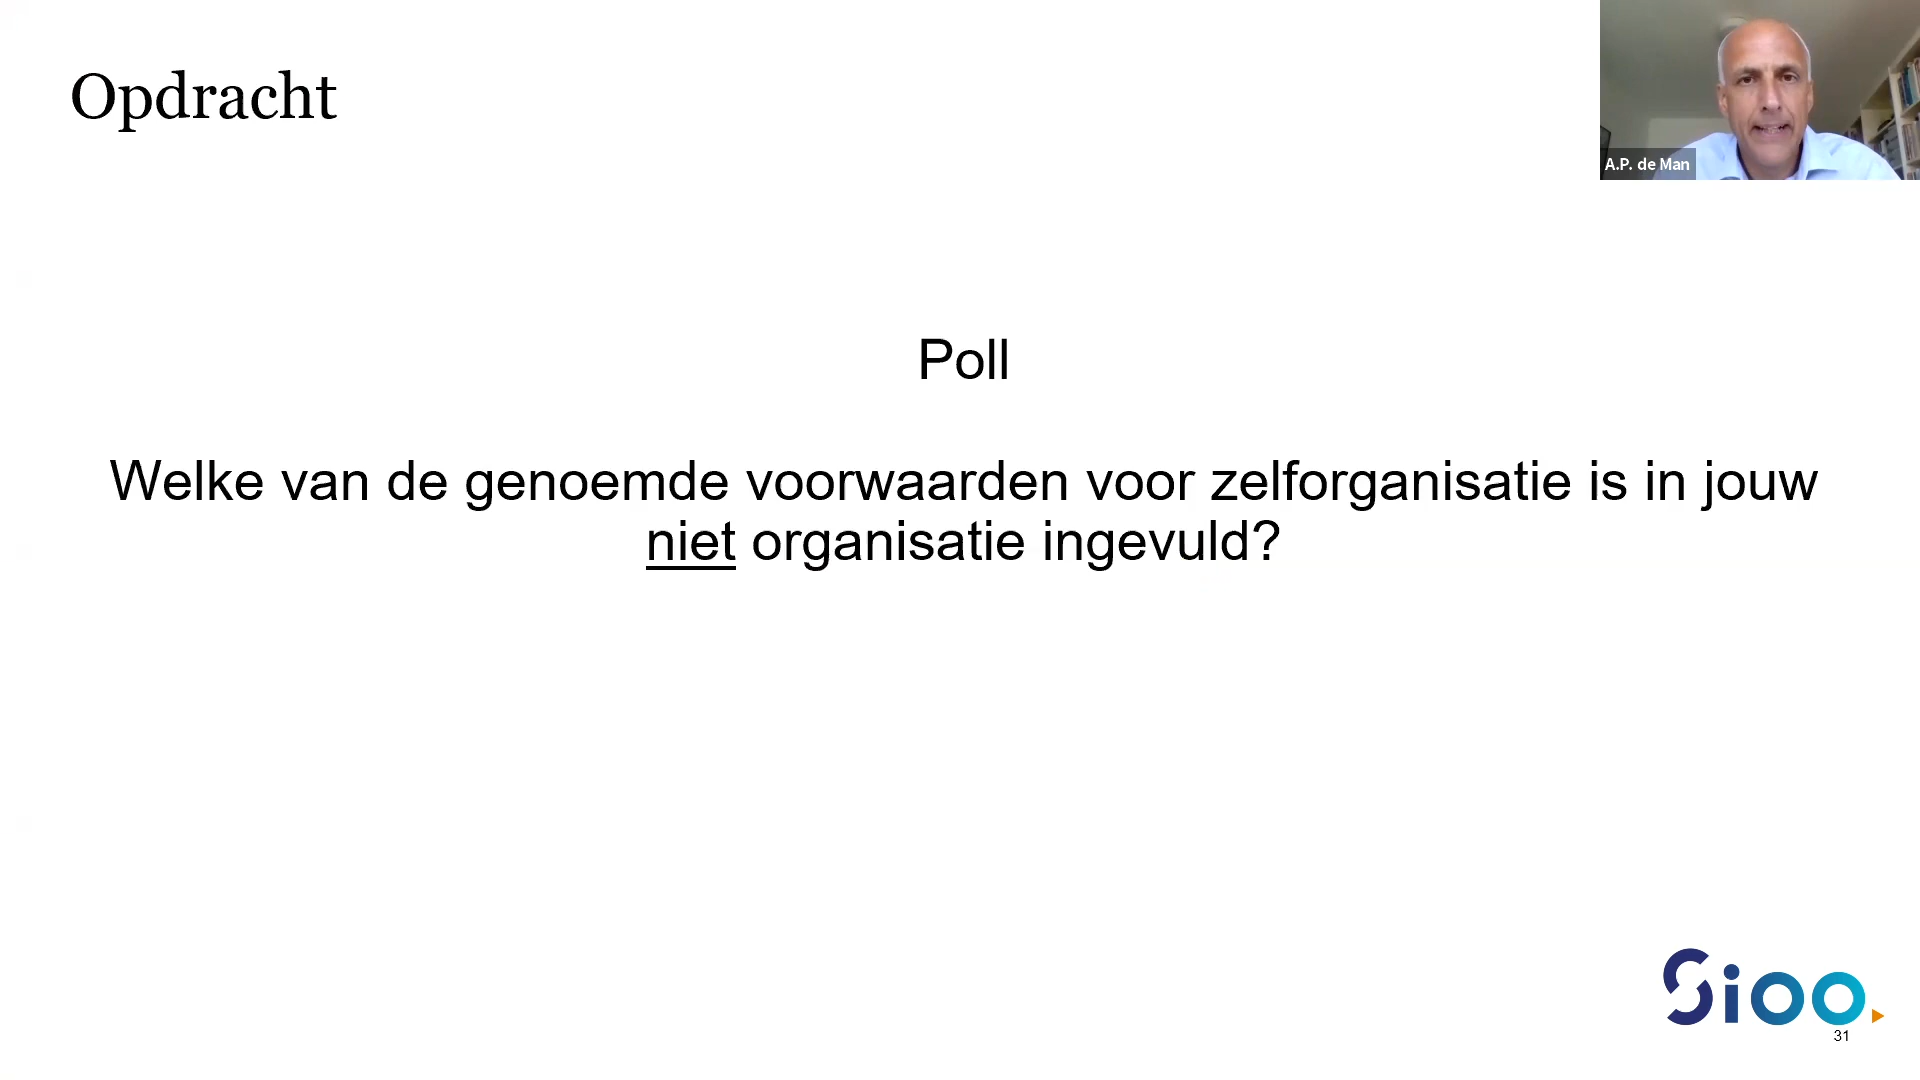 Opdracht
A.P. de Man
Poll
Welke van de genoemde voorwaarden voor zelforganisatie is in jouw
niet organisatie ingevuld?
Sioo
31